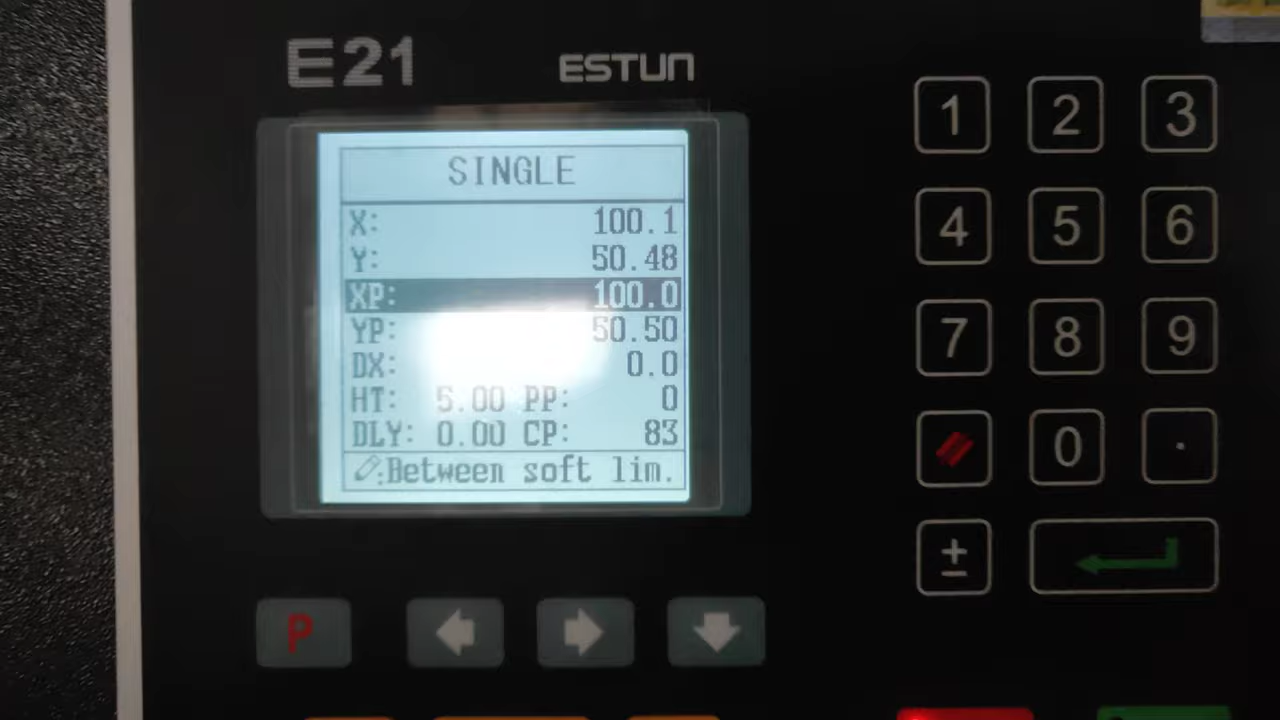 E21 ESTUN
SINGLE
X: 100.1
Y: 50.48
XP: 100.0
YP: 50.50
DX: 0.0
HT: 5.00 PP: 0
DLY: 0.00 CP: 83
:Between soft lim.
1 2 3
4 5 6
7 8 9
0 .
±
P